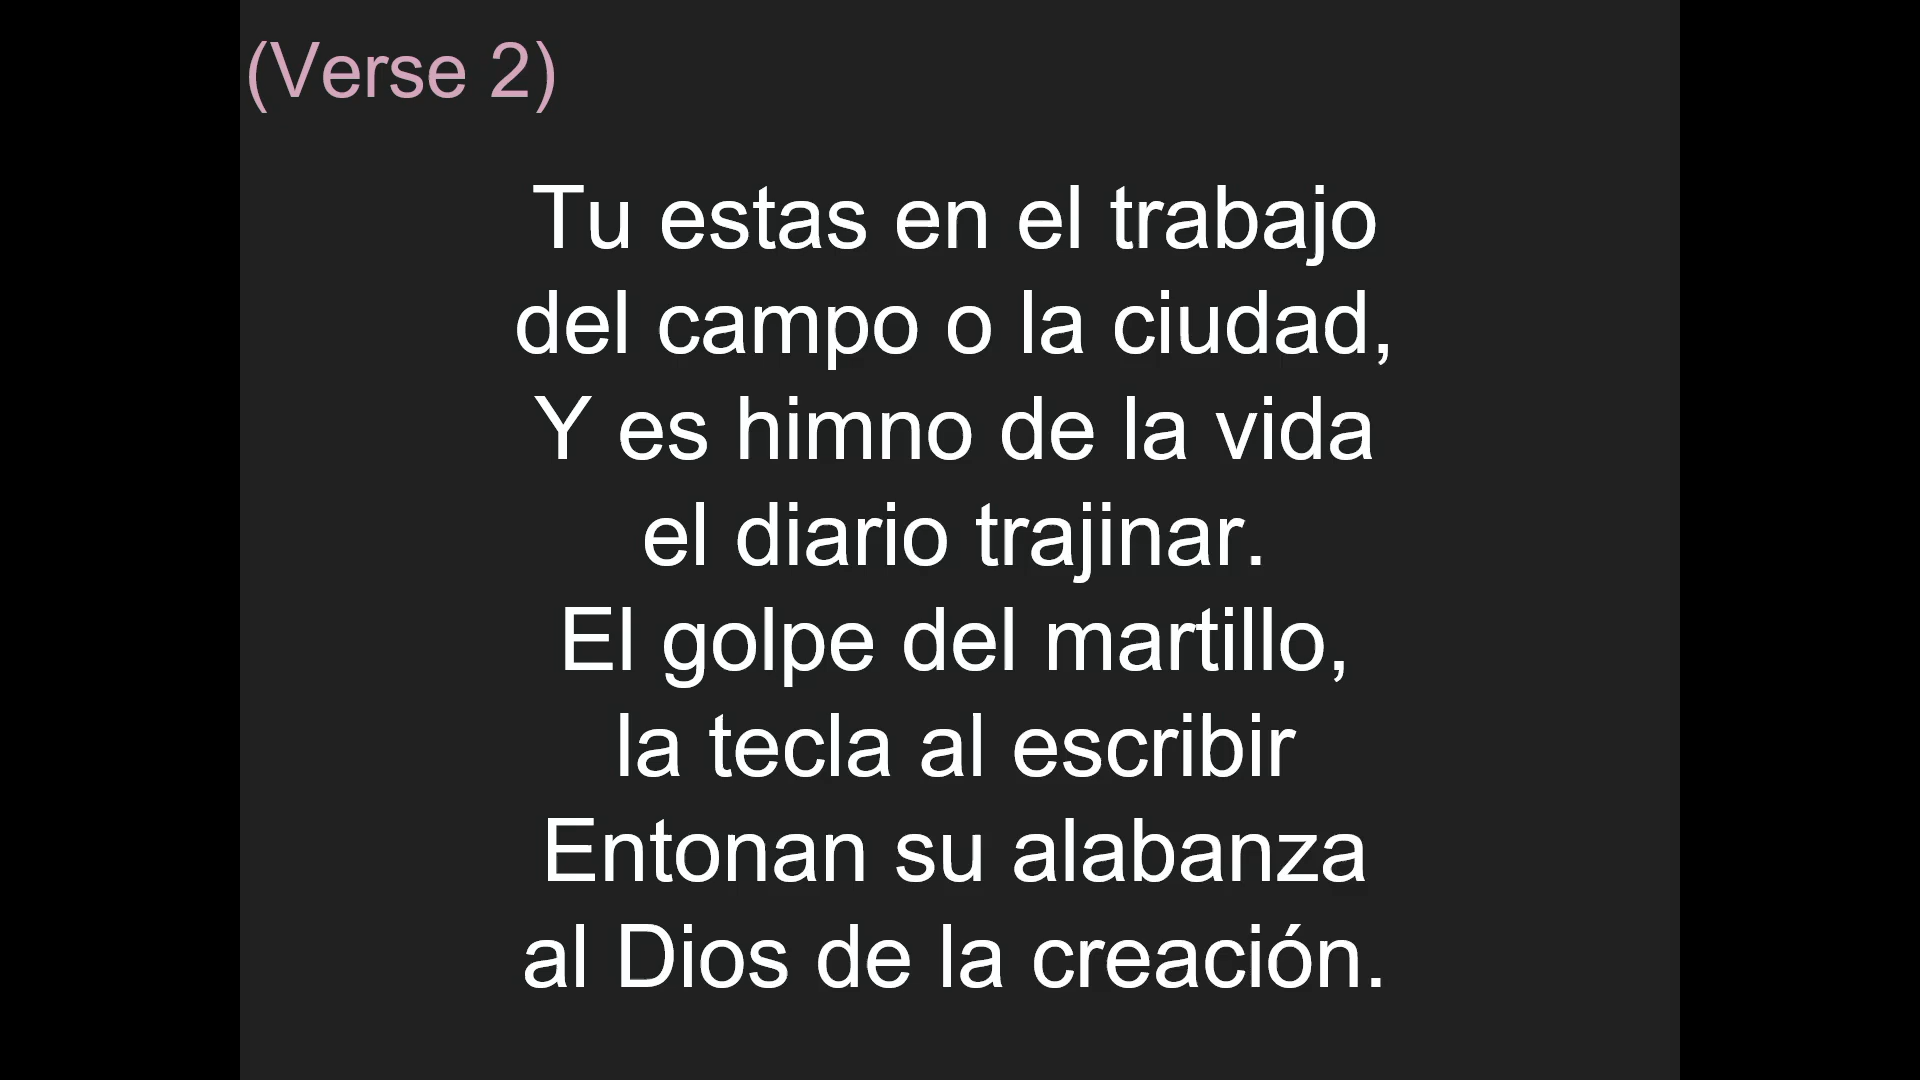 (Verse 2)
Tu estas en el trabajo
del campo o la ciudad,
Y es himno de la vida
el diario trajinar.
El golpe del martillo,
la tecla al escribir
Entonan su alabanza
al Dios de la creación.